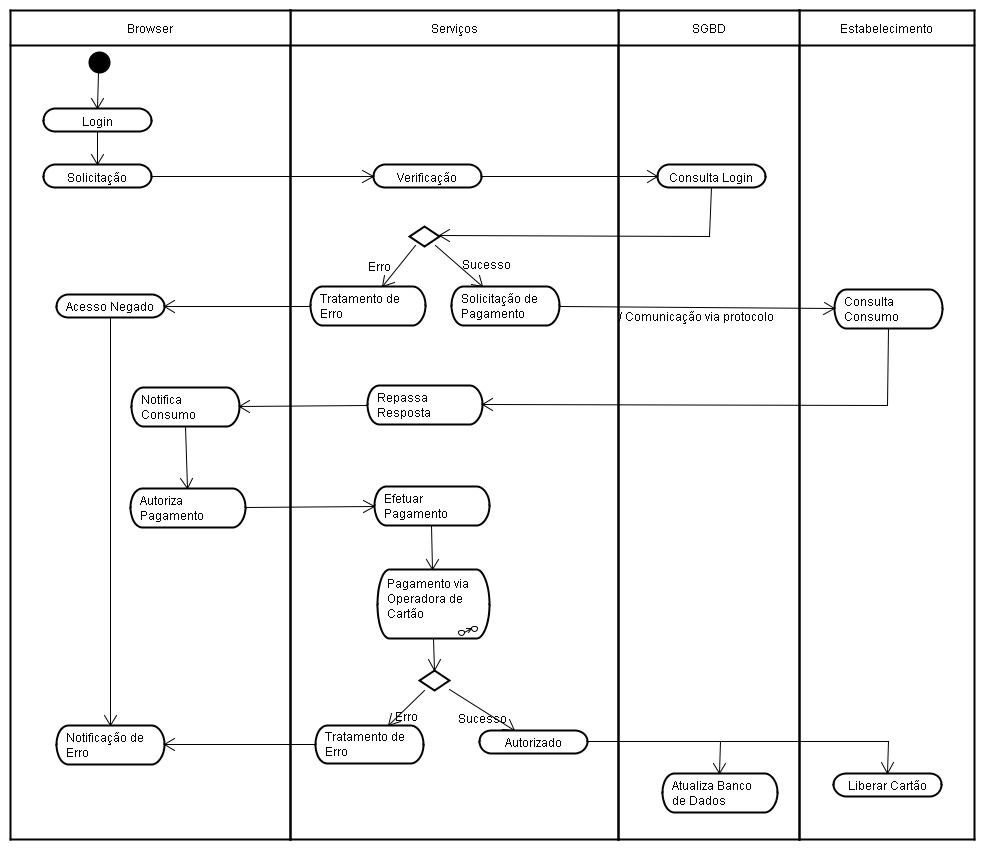 Browser
Serviços
SGBD
Estabelecimento
Login
Solicitação
Verificação
Consulta Login
Erro
Sucesso
Acesso Negado
Tratamento de
Erro
Solicitação de
Pagamento
/ Comunicação via protocolo
Consulta
Consumo
Notifica
Consumo
Repassa
Resposta
Autoriza
Pagamento
Efetuar
Pagamento
Pagamento via
Operadora de
Cartão
Erro
Sucesso
Notificação de
Erro
Tratamento de
Erro
Autorizado
Atualiza Banco
de Dados
Liberar Cartão